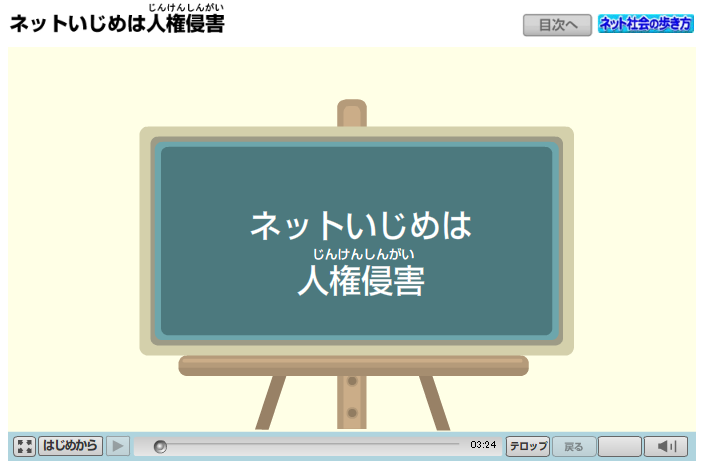 じんけんしんがい
ネットいじめは人権侵害
目次へ
ネット社会の歩き方
ネットいじめは
じんけんしんがい
人権侵害
はじめから
03:24
テロップ
戻る